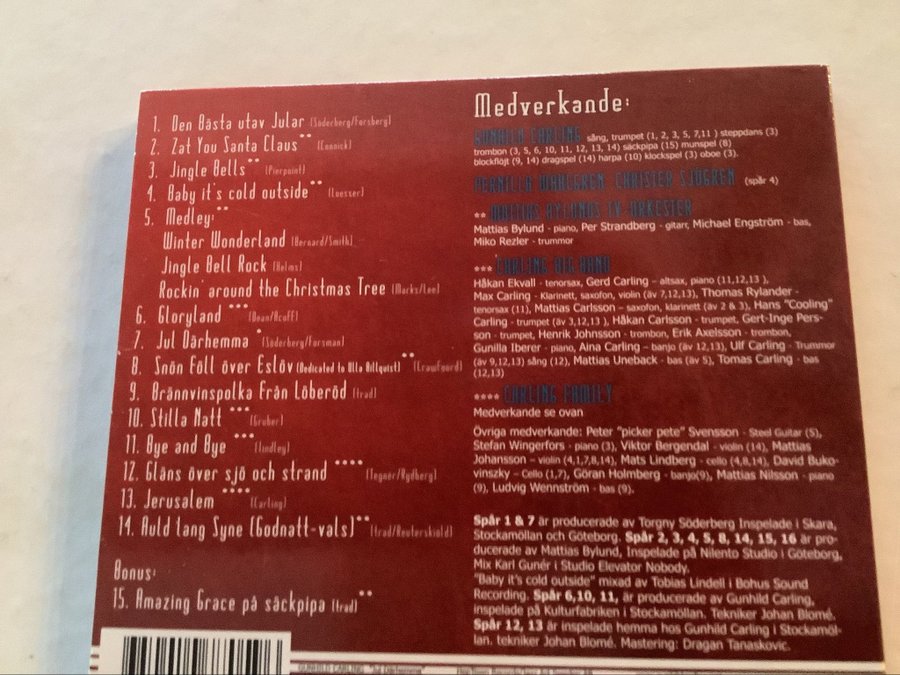 1. Den Bästa utav Jular (Söderberg/Forsberg)
2. Zat You Santa Claus** (Connick)
3. Jingle Bells** (Pierpoint)
4. Baby it's cold outside** (Loesser)
5. Medley:**
Winter Wonderland (Bernard/Smith)
Jingle Bell Rock (Helms)
Rockin' around the Christmas Tree (Marks/Lee)
6. Gloryland *** (Dean/Acoff)
7. Jul Därhemma * (Söderberg/Forsman)
8. Snön Föll över Eslöv (Dedicated to Ulla Billquist) ** (Crawfoord)
9. Brännvinspolka Från Löberöd (trad)
10. Stilla Natt *** (Gruber)
11. Bye and Bye *** (Tindley)
12. Gläns över sjö och strand **** (Tegner/Rydberg)
13. Jerusalem **** (Carling)
14. Auld Lang Syne (Godnatt-vals)** (trad/Reuterskiold)
Bonus:
15. Amazing Grace på säckpipa (trad)**
Medverkande:
GUNHILD CARLING sång, trumpet (1, 2, 3, 5, 7,11 ) steppdans (3)
trombon (3, 5, 6, 10, 11, 12, 13, 14) säckpipa (15) munspel (8)
blockflöjt (9, 14) dragspel (14) harpa (10) klockspel (3) oboe (3).
PERNILLA WAHLGREN, CHRISTER SJÖGREN (spår 4)
** MATTIAS BYLUNDS TV-ORKESTER
Mattias Bylund - piano, Per Strandberg - gitarr, Michael Engström - bas,
Miko Rezler - trummor
*** CARLING BIG BAND
Håkan Ekvall - tenorsax, Gerd Carling – altsax, piano (11,12,13 ),
Max Carling - Klarinett, saxofon, violin (äv 7,12,13), Thomas Rylander -
tenorsax (11), Mattias Carlsson – saxofon, klarinett (äv 2 & 3), Hans "Cooling"
Carling - trumpet (äv 3,12,13 ), Håkan Carlsson - trumpet, Gert-Inge Pers-
son - trumpet, Henrik Johnsson - trombon, Erik Axelsson - trombon,
Gunilla Iberer - piano, Aina Carling – banjo (äv 12,13), Ulf Carling - Trummor
(äv 9,12,13) sång (12), Mattias Uneback - bas (äv 5), Tomas Carling - bas
(12,13)
**** CARLING FAMILY
Medverkande se ovan
Övriga medverkande: Peter "picker pete" Svensson - Steel Guitar (5),
Stefan Wingerfors - piano (3), Viktor Bergendal - violin (14), Mattias
Johansson – violin (4,1,7,8,14), Mats Lindberg - cello (4,8,14), David Buko-
vinszky – Cello (1,7), Göran Holmberg - banjo(9), Mattias Nilsson - piano
(9), Ludvig Wennström - bas (9).
Spår 1 & 7 är producerade av Torgny Söderberg Inspelade i Skara,
Stockamöllan och Göteborg. Spår 2, 3, 4, 5, 8, 14, 15, 16 är pro-
ducerade av Mattias Bylund, Inspelade på Nilento Studio i Göteborg,
Mix Karl Gunér i Studio Elevator Nobody.
"Baby it's cold outside" mixad av Tobias Lindell i Bohus Sound
Recording. Spår 6,10, 11, är producerade av Gunhild Carling,
inspelade på Kulturfabriken i Stockamöllan. Tekniker Johan Blomé.
Spår 12, 13 är inspelade hemma hos Gunhild Carling i Stockamöl-
lan. tekniker Johan Blomé. Mastering: Dragan Tanaskovic.
GUNHILD CARLING "Jul Därhemma"